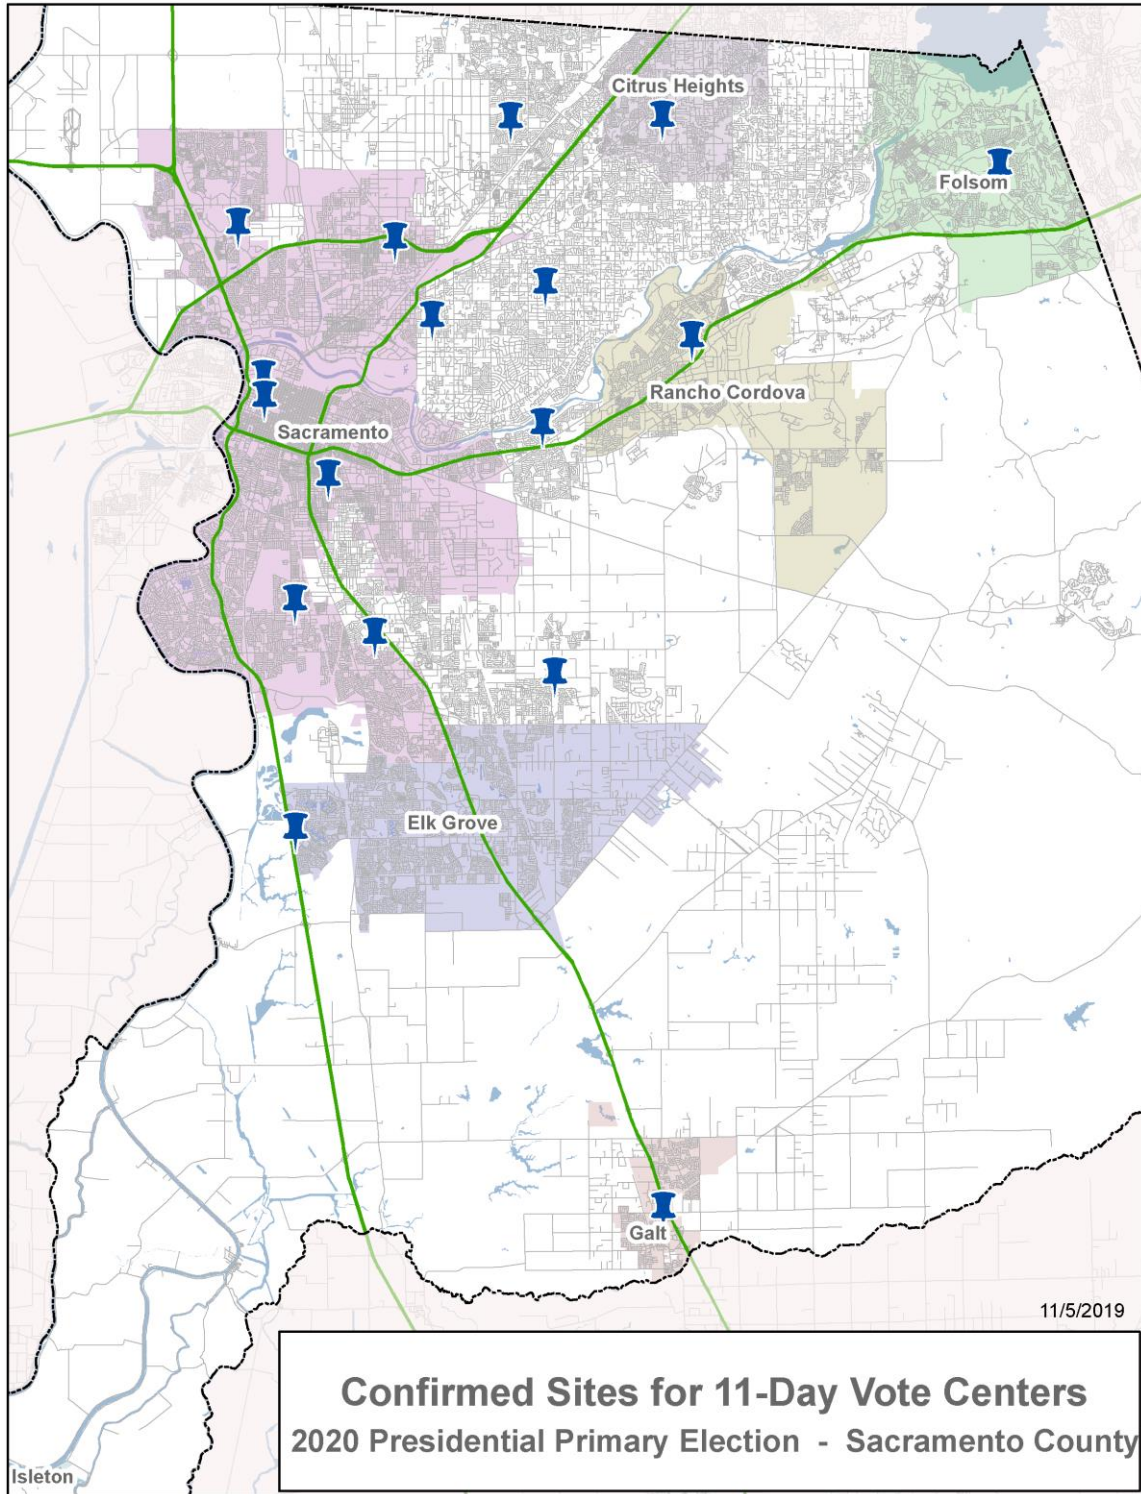 Citrus Heights
Folsom
Rancho Cordova
Sacramento
Elk Grove
Galt
11/5/2019
Confirmed Sites for 11-Day Vote Centers
2020 Presidential Primary Election - Sacramento County
Isleton